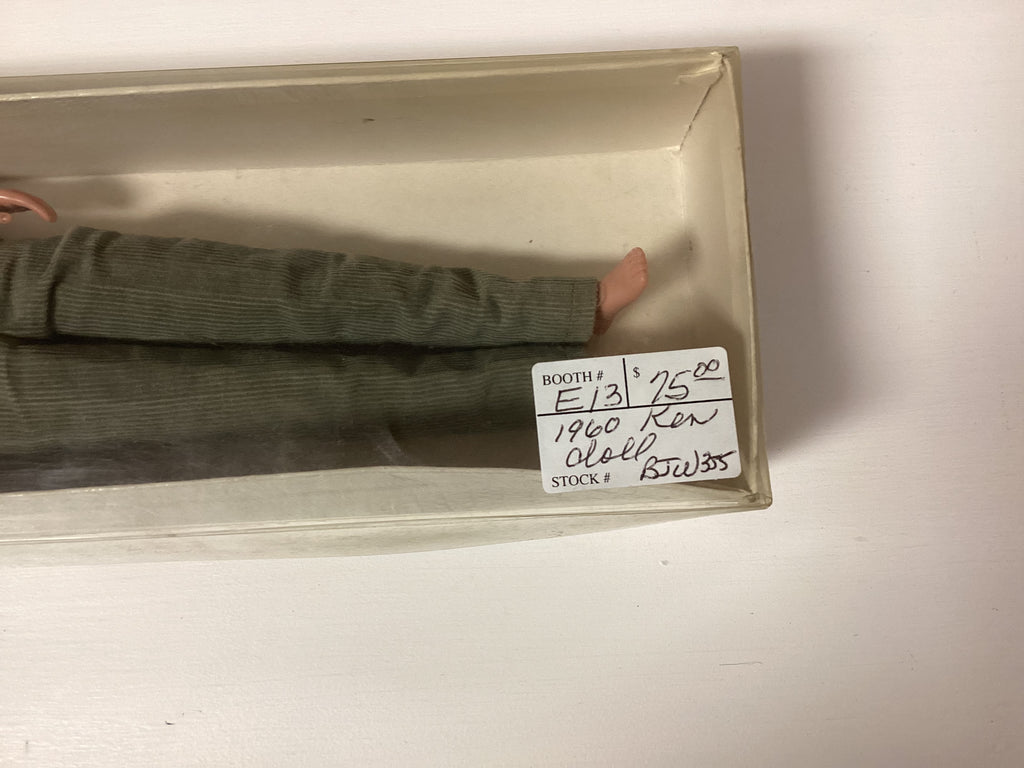 BOOTH # $
E13 75.00
1960 Ken
doll
STOCK # BJW355